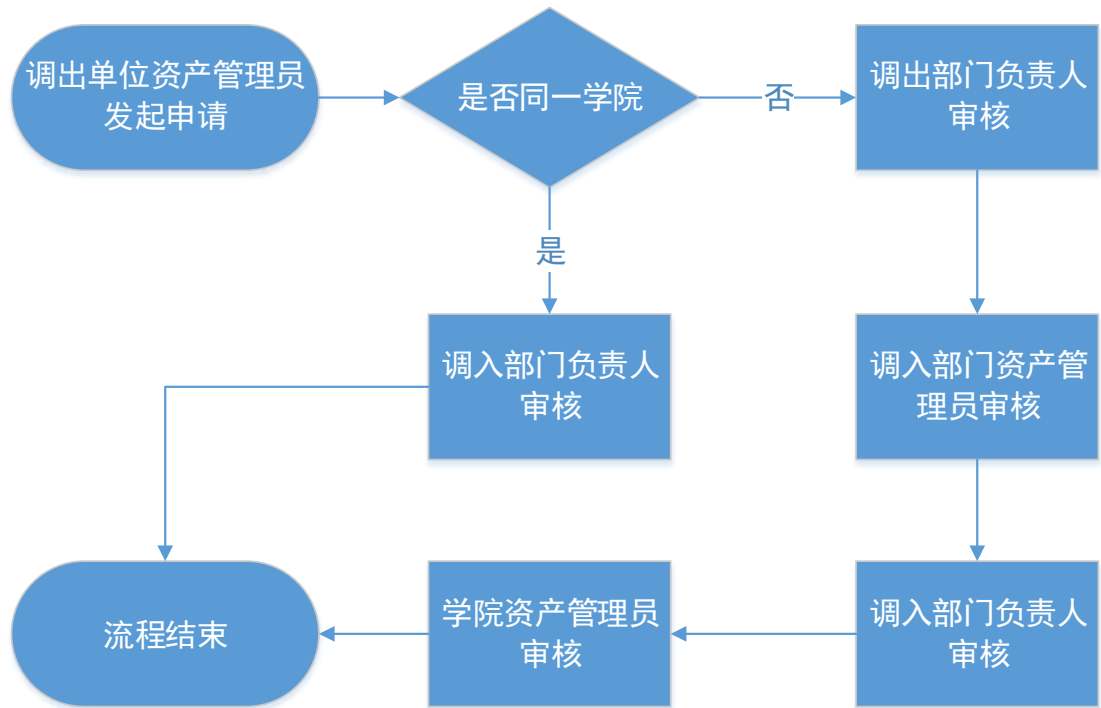 调出单位资产管理员
发起申请
是否同一学院
否
调出部门负责人
审核
是
调入部门负责人
审核
调入部门资产管
理员审核
流程结束
学院资产管理员
审核
调入部门负责人
审核